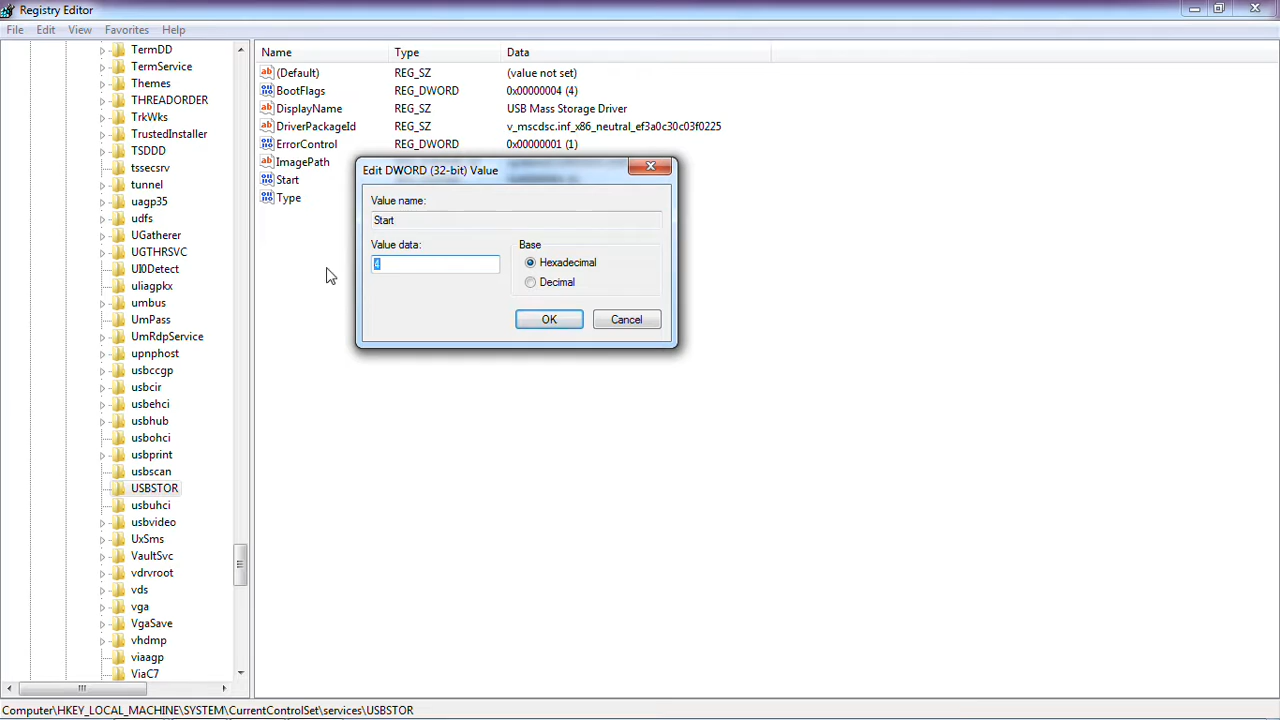 Registry Editor
File Edit View Favorites Help
TermDD
TermService
Themes
THREADORDER
TrkWks
TrustedInstaller
TSDDD
tssecsrv
tunnel
uagp35
udfs
UGatherer
UGTHRSVC
UI0Detect
uliagpkx
umbus
UmPass
UmRdpService
upnphost
usbccgp
usbcir
usbehci
usbhub
usbohci
usbprint
usbscan
USBSTOR
usbuhci
usbvideo
UxSms
VaultSvc
vdrvroot
vds
vga
VgaSave
vhdmp
viaagp
ViaC7
Name Type Data
(Default) REG_SZ (value not set)
BootFlags REG_DWORD 0x00000004 (4)
DisplayName REG_SZ USB Mass Storage Driver
DriverPackageId REG_SZ v_mscdsc.inf_x86_neutral_ef3a0c30c03f0225
ErrorControl REG_DWORD 0x00000001 (1)
ImagePath
Start
Type
Edit DWORD (32-bit) Value
Value name:
Start
Value data:
4
Base
Hexadecimal
Decimal
OK Cancel
Computer\HKEY_LOCAL_MACHINE\SYSTEM\CurrentControlSet\services\USBSTOR